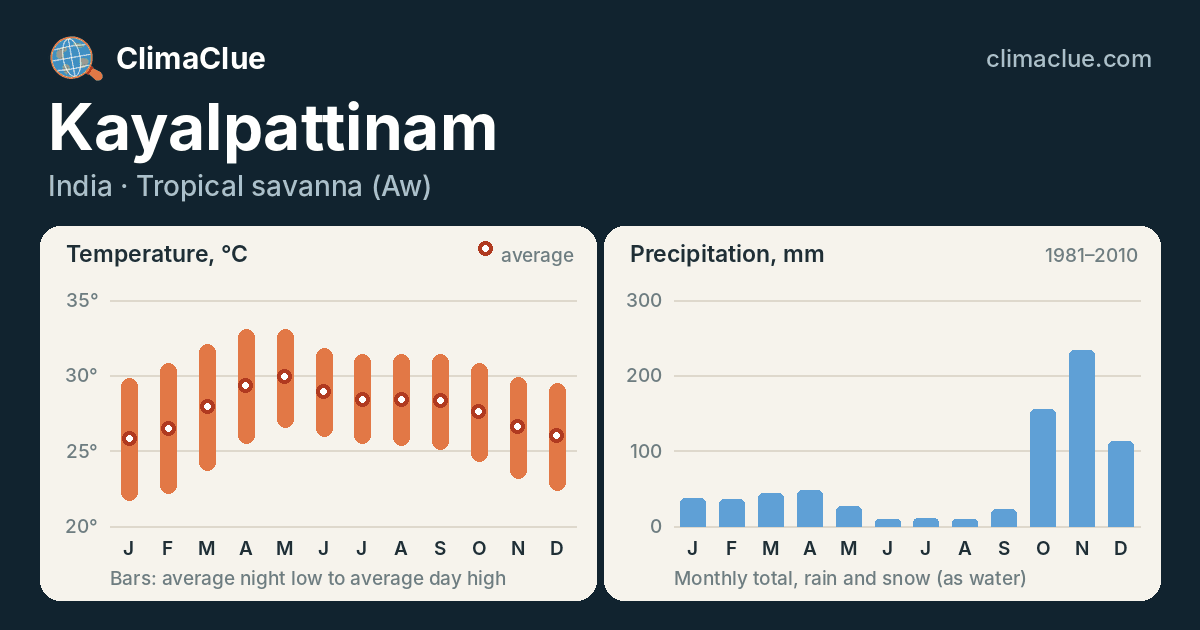 ClimaClue
climaclue.com
Kayalpattinam
India · Tropical savanna (Aw)
Temperature, °C
average
35°
30°
25°
20°
J F M A M J J A S O N D
Bars: average night low to average day high
Precipitation, mm
1981–2010
300
200
100
0
J F M A M J J A S O N D
Monthly total, rain and snow (as water)